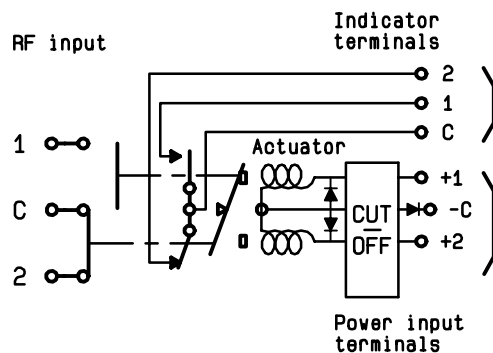 Indicator
terminals
RF input
2
1
C
1
Actuator
+1
C
CUT
-C
OFF
+2
2
Power input
terminals